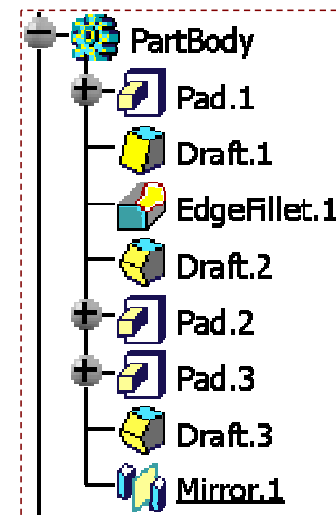 PartBody
Pad.1
Draft.1
EdgeFillet.1
Draft.2
Pad.2
Pad.3
Draft.3
Mirror.1